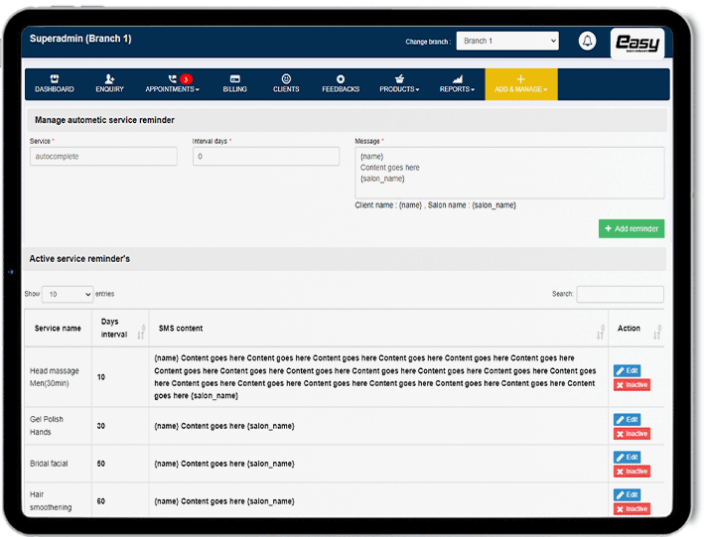 Superadmin (Branch 1)
Change branch : Branch 1
Easy
DASHBOARD ENQUIRY APPOINTMENTS 3 BILLING CLIENTS FEEDBACKS PRODUCTS REPORTS ADD & MANAGE
Manage autometic service reminder
Service * Interval days * Message *
autocomplete 0 {name}
Content goes here
{salon_name}
Client name : {name} , Salon name : {salon_name}
+ Add reminder
Active service reminder's
Show 10 entries Search:
Service name Days interval SMS content Action
Head massage Men(30min) 10 {name} Content goes here Content goes here Content goes here Content goes here Content goes here Content goes here
Content goes here Content goes here Content goes here Content goes here Content goes here Content goes here Content goes
here Content goes here Content goes here Content goes here Content goes here Content goes here Content goes here Content
goes here {salon_name}
Edit
Inactive
Gel Polish Hands 30 {name} Content goes here {salon_name} Edit
Inactive
Bridal facial 50 {name} Content goes here {salon_name} Edit
Inactive
Hair smoothening 60 {name} Content goes here {salon_name} Edit
Inactive